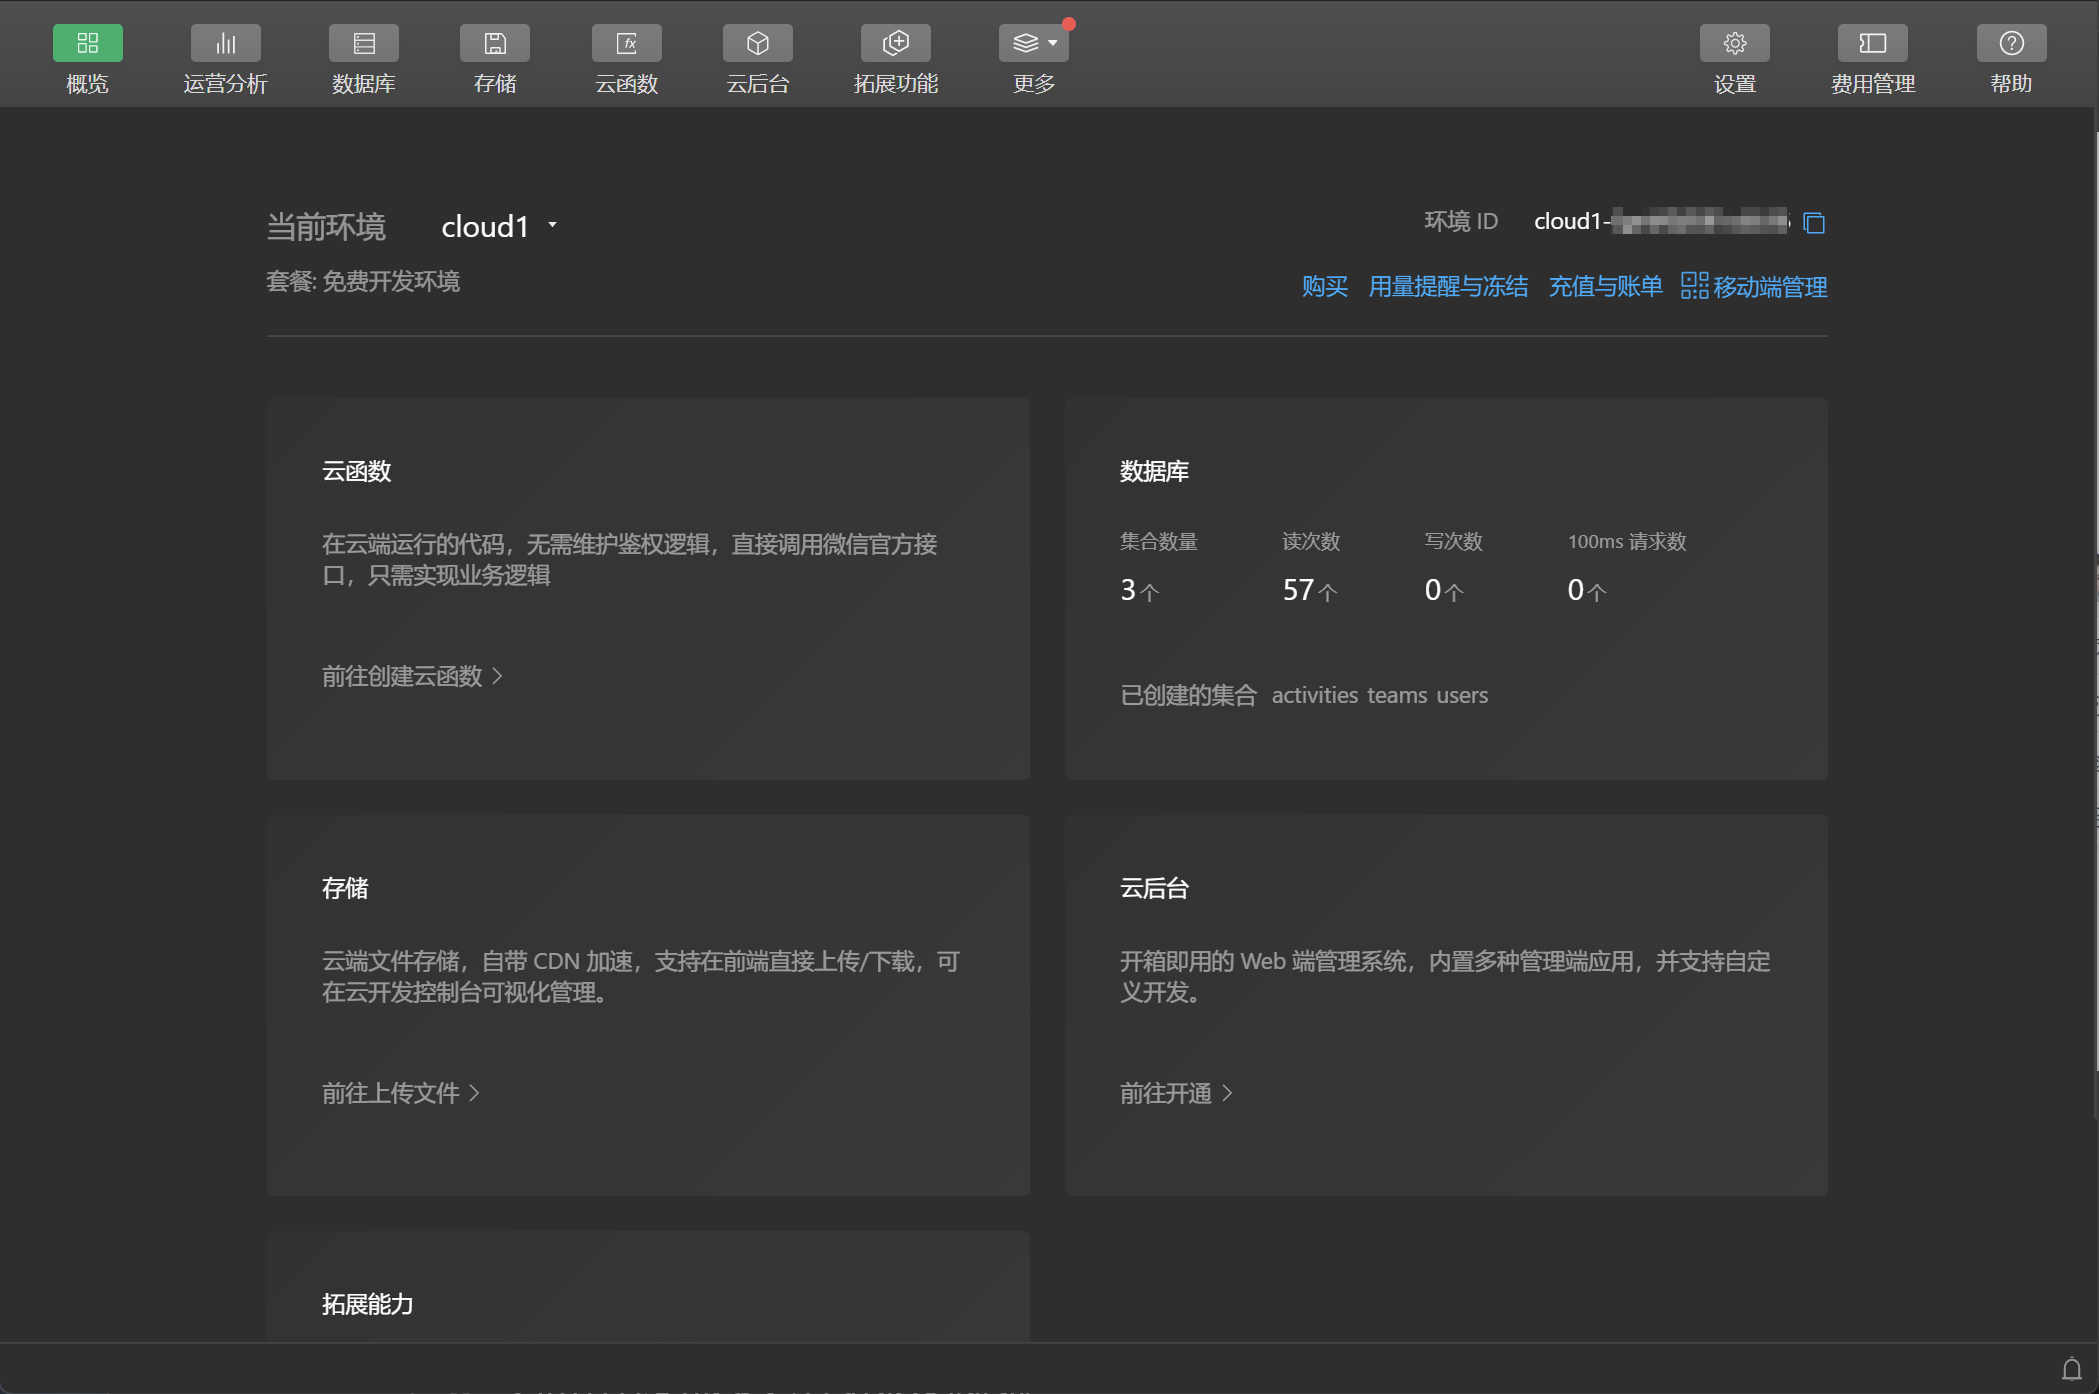 概览
运营分析
数据库
存储
云函数
云后台
拓展功能
更多
设置
费用管理
帮助
当前环境 cloud1
环境 ID cloud1-
套餐: 免费开发环境
购买 用量提醒与冻结 充值与账单 移动端管理
云函数
在云端运行的代码，无需维护鉴权逻辑，直接调用微信官方接
口，只需实现业务逻辑
前往创建云函数
数据库
集合数量 读次数 写次数 100ms 请求数
3个 57个 0个 0个
已创建的集合 activities teams users
存储
云端文件存储，自带 CDN 加速，支持在前端直接上传/下载，可
在云开发控制台可视化管理。
前往上传文件
云后台
开箱即用的 Web 端管理系统，内置多种管理端应用，并支持自定
义开发。
前往开通
拓展能力